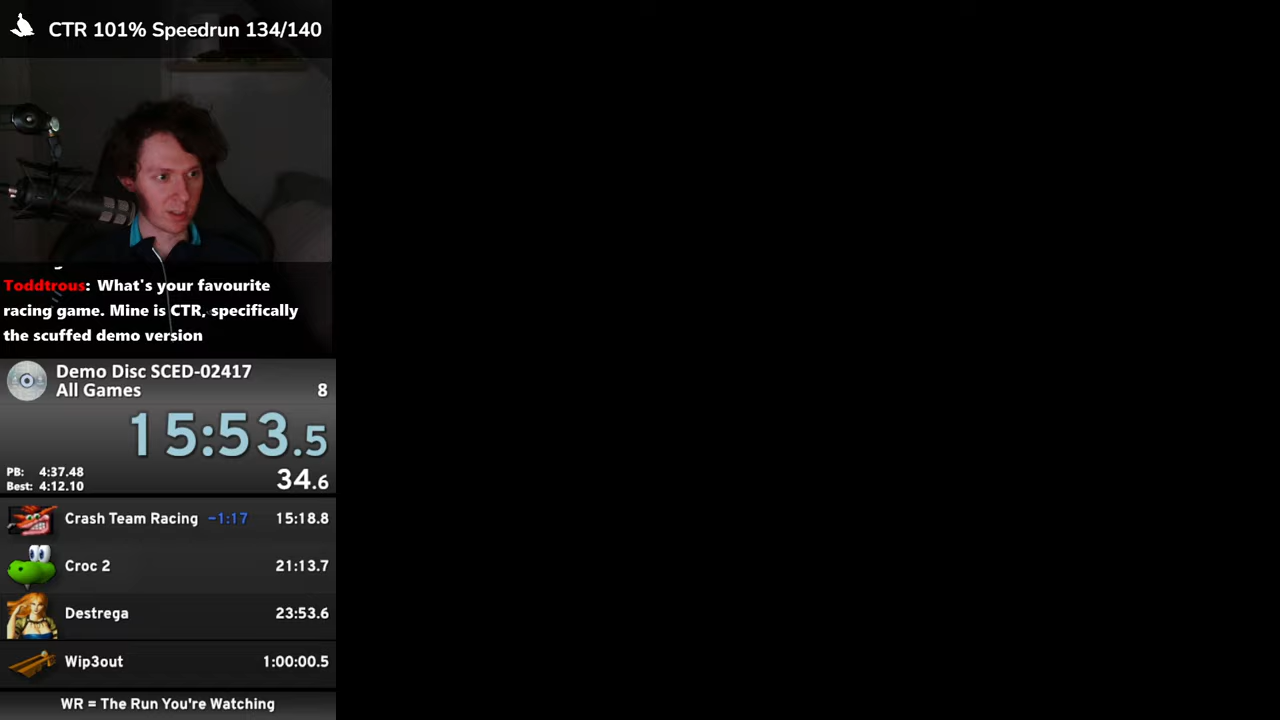 CTR 101% Speedrun 134/140
Toddtrous: What's your favourite
racing game. Mine is CTR, specifically
the scuffed demo version
Demo Disc SCED-02417
All Games 8
15:53.5
PB: 4:37.48
Best: 4:12.10
34.6
Crash Team Racing -1:17 15:18.8
Croc 2 21:13.7
Destrega 23:53.6
Wip3out 1:00:00.5
WR = The Run You're Watching